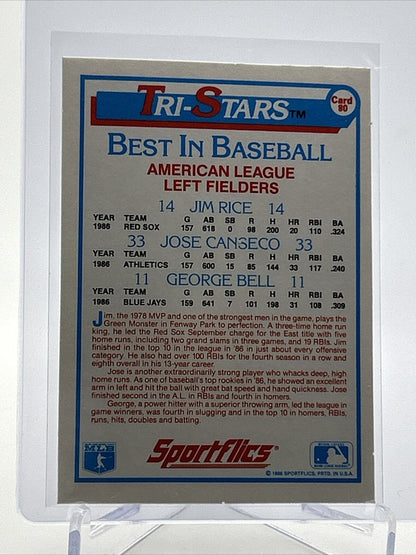 TRI-STARS™
Card
80
BEST IN BASEBALL
AMERICAN LEAGUE
LEFT FIELDERS
14 JIM RICE 14
YEAR TEAM G AB SB R H HR RBI BA
1986 RED SOX 157 618 0 98 200 20 110 .324
33 JOSE CANSECO 33
YEAR TEAM G AB SB R H HR RBI BA
1986 ATHLETICS 157 600 15 85 144 33 117 .240
11 GEORGE BELL 11
YEAR TEAM G AB SB R H HR RBI BA
1986 BLUE JAYS 159 641 7 101 198 31 108 .309
Jim, the 1978 MVP and one of the strongest men in the game, plays the
Green Monster in Fenway Park to perfection. A three-time home run
king, he led the Red Sox September charge for the East title with five
home runs, including two grand slams in three games, and 19 RBIs. Jim
finished in the top 10 in the league in '86 in just about every offensive
category. He also had over 100 RBIs for the fourth season in a row and
eighth overall in his 13-year career.
Jose is another extraordinarily strong player who whacks deep, high
home runs. As one of baseball's top rookies in '86, he showed an excellent
arm in left and hit the ball with great bat speed and hand quickness. Jose
finished second in the A.L. in RBIs and fourth in homers.
George, a power hitter with a superior throwing arm, led the league in
game winners, was fourth in slugging and in the top 10 in homers, RBIs,
runs, hits, doubles and batting.
Sportflics®
© 1986 SPORTFLICS, PRTD. IN U.S.A.